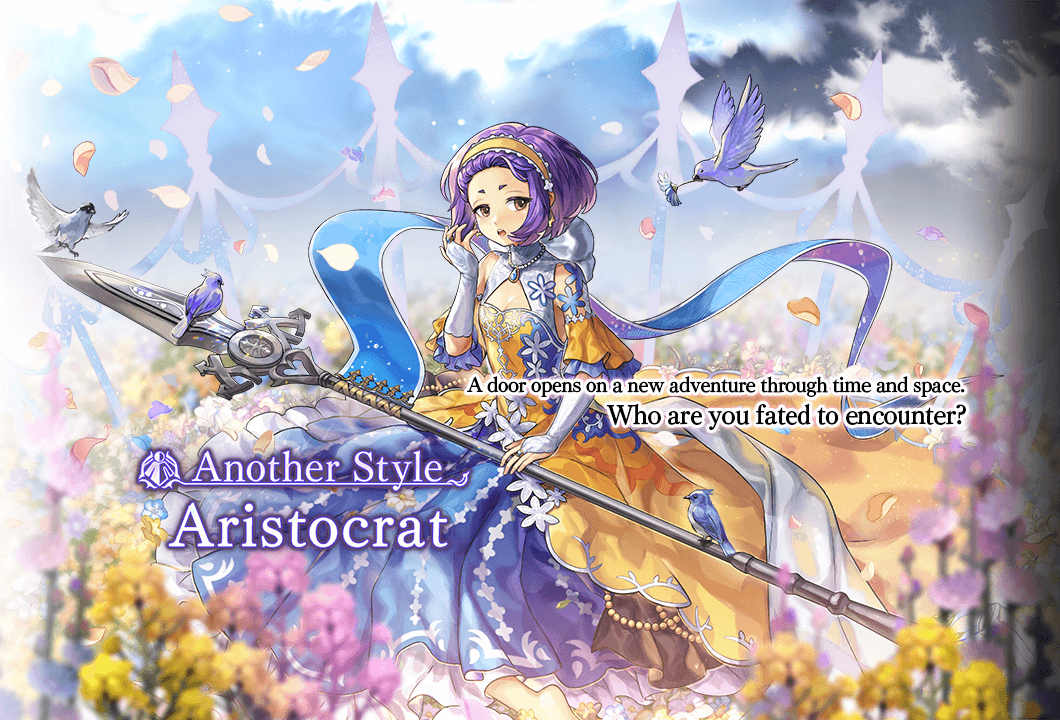 A door opens on a new adventure through time and space.
Who are you fated to encounter?
Another Style
Aristocrat